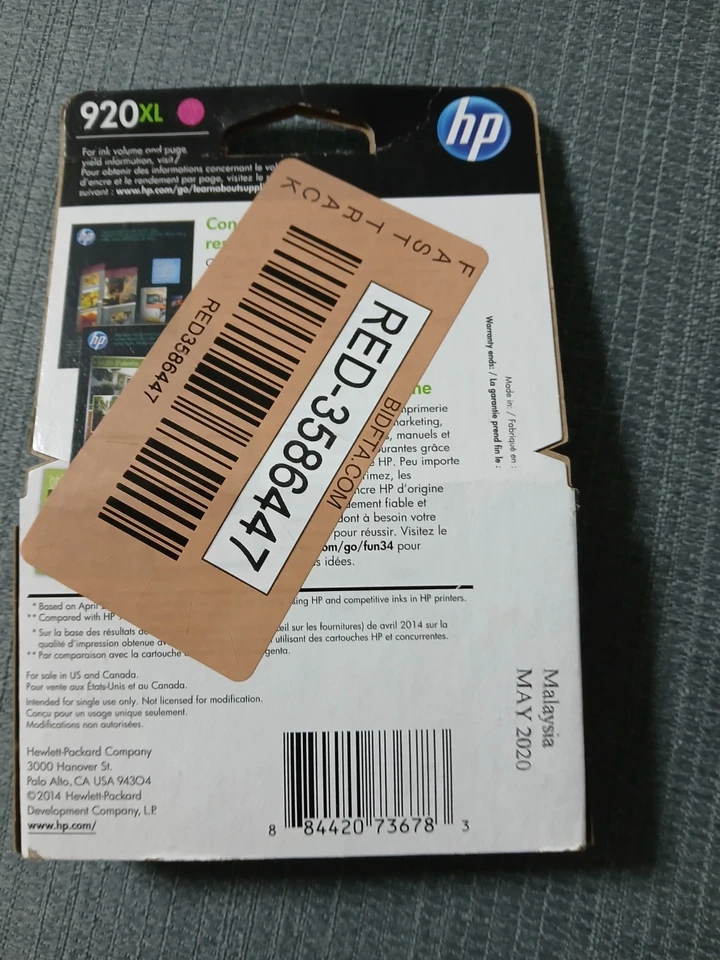 920XL
hp
For ink volume and page
yield information, visit/
Pour obtenir des informations concernant le
d'encre et le rendement par page, visitez le
suivant : www.hp.com/go/learnaboutsuppl
FAST TRACK
RED3586447
RED-3586447
BIDFTA.COM
Con
res
hp
hp
ne
mprimerie
marketing,
, manuels et
urantes grâce
e HP. Peu importe
rimez, les
ncre HP d'origine
lement fiable et
dont à besoin votre
pour réussir. Visitez le
om/go/fun34 pour
s idées.
Made in: / Fabriqué en :
Warranty ends: / La garantie prend fin le :
Malaysia
MAY 2020
* Based on April using HP and competitive inks in HP printers.
** Compared with HP
* Sur la base des résultats de eil sur les fournitures) de avril 2014 sur la
qualité d'impression obtenue av utilisant des cartouches HP et concurrentes.
** Par comparaison avec la cartouche genta.
For sale in US and Canada.
Pour vente aux États-Unis et au Canada.
Intended for single use only. Not licensed for modification.
Conçu pour un usage unique seulement.
Modifications non autorisées.
Hewlett-Packard Company
3000 Hanover St.
Palo Alto, CA USA 94304
©2014 Hewlett-Packard
Development Company, L.P.
www.hp.com/
8 84420 73678 3